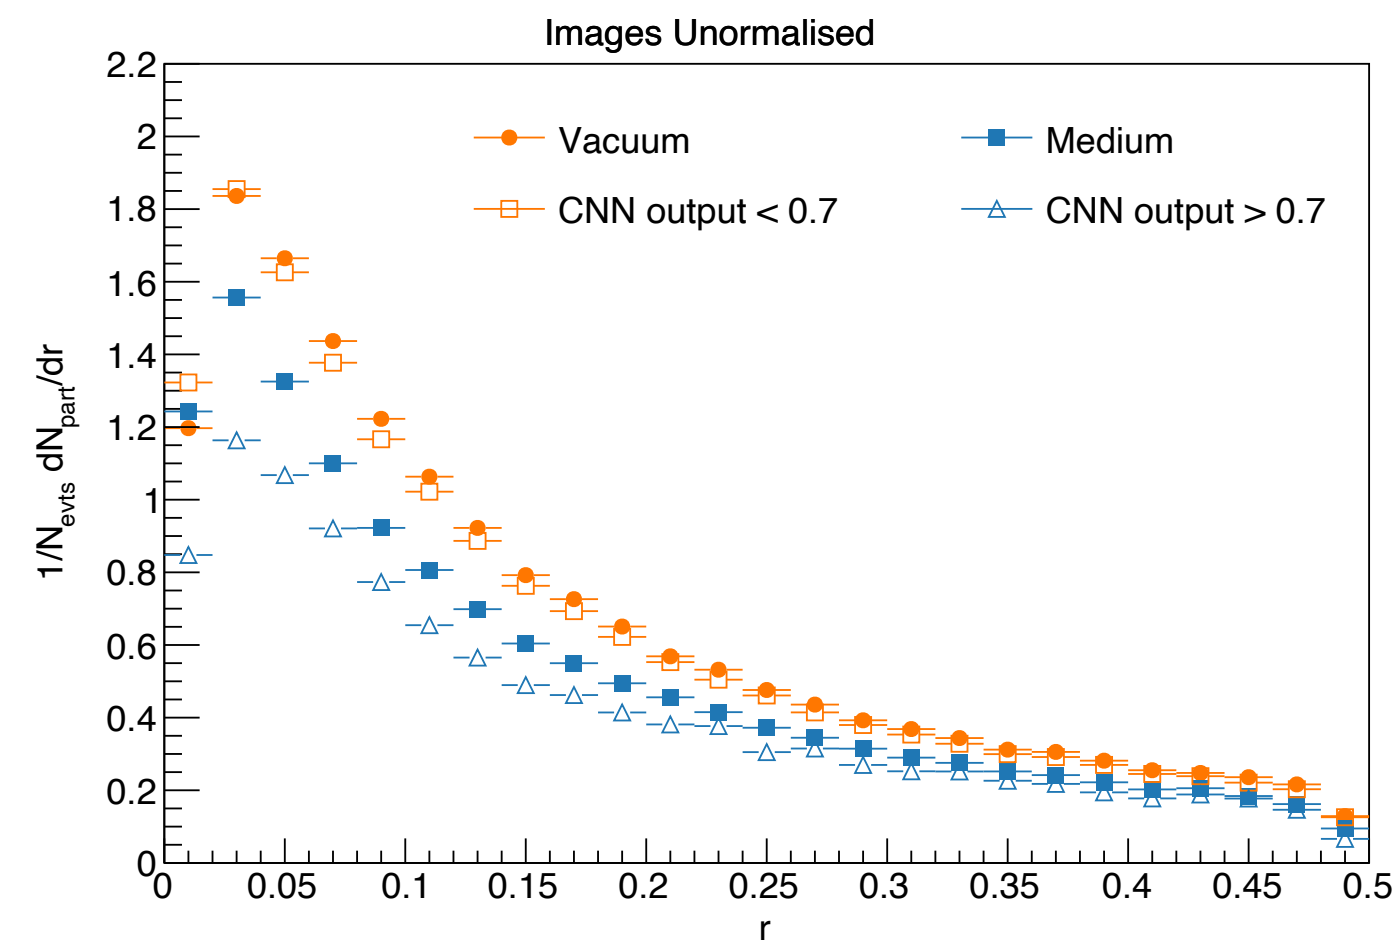 Images Unormalised
2.2
2
1.8
1.6
1.4
1.2
1
0.8
0.6
0.4
0.2
0
Vacuum
Medium
CNN output < 0.7
CNN output > 0.7
1/N_evts dN_part/dr
0 0.05 0.1 0.15 0.2 0.25 0.3 0.35 0.4 0.45 0.5
r